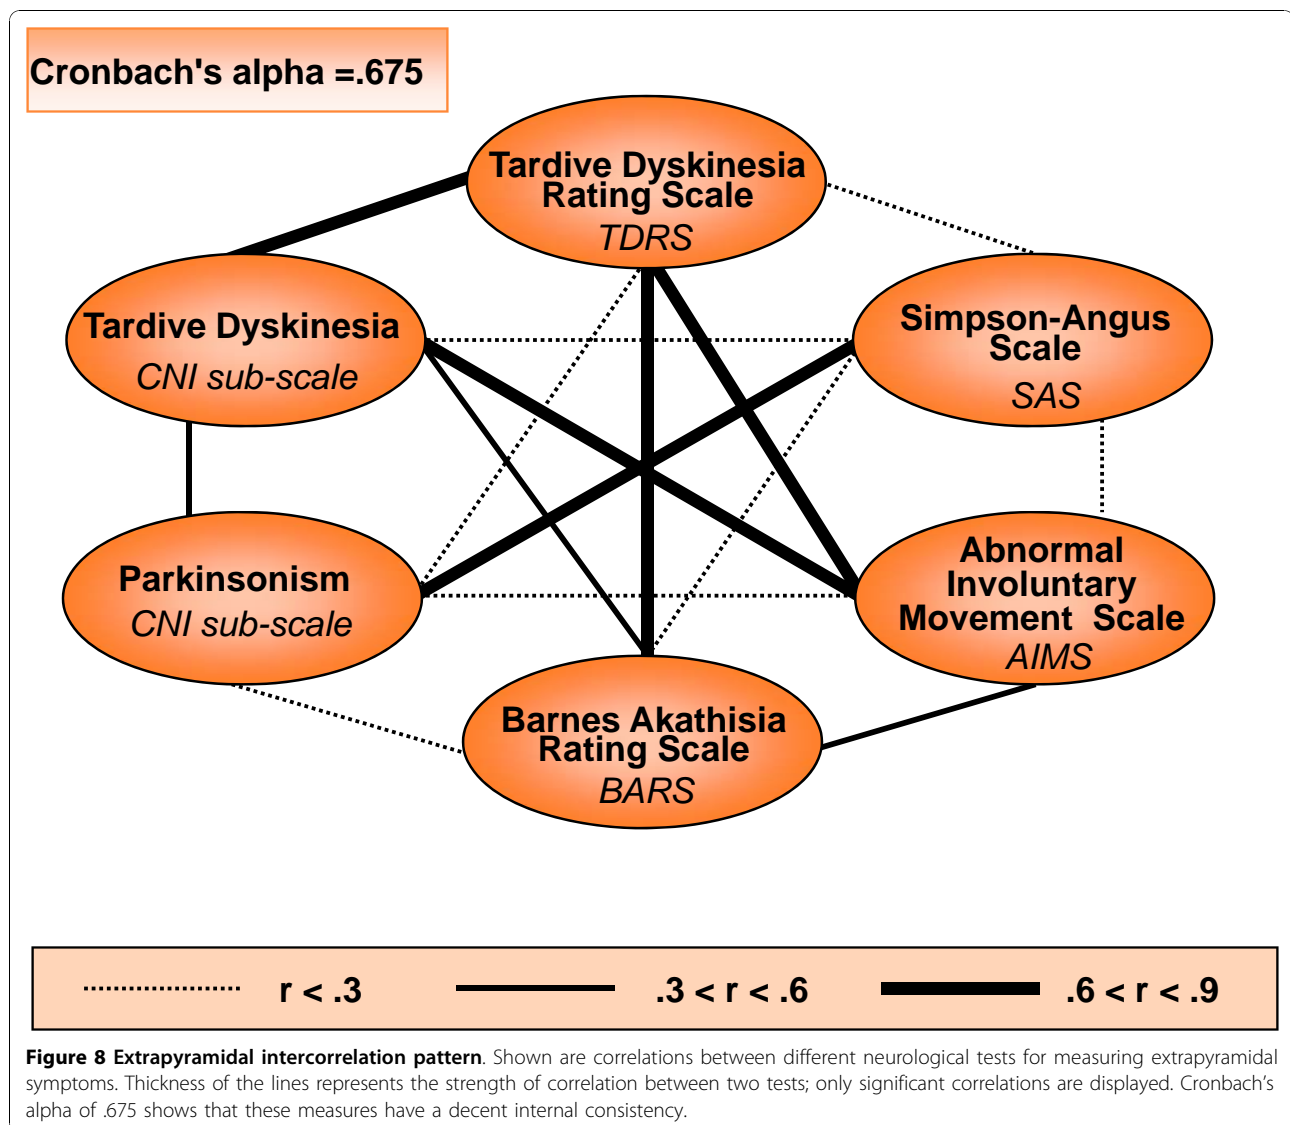 Cronbach's alpha =.675
Tardive Dyskinesia
Rating Scale
TDRS
Tardive Dyskinesia
CNI sub-scale
Simpson-Angus
Scale
SAS
Parkinsonism
CNI sub-scale
Abnormal
Involuntary
Movement Scale
AIMS
Barnes Akathisia
Rating Scale
BARS
r < .3
.3 < r < .6
.6 < r < .9
Figure 8 Extrapyramidal intercorrelation pattern. Shown are correlations between different neurological tests for measuring extrapyramidal
symptoms. Thickness of the lines represents the strength of correlation between two tests; only significant correlations are displayed. Cronbach's
alpha of .675 shows that these measures have a decent internal consistency.